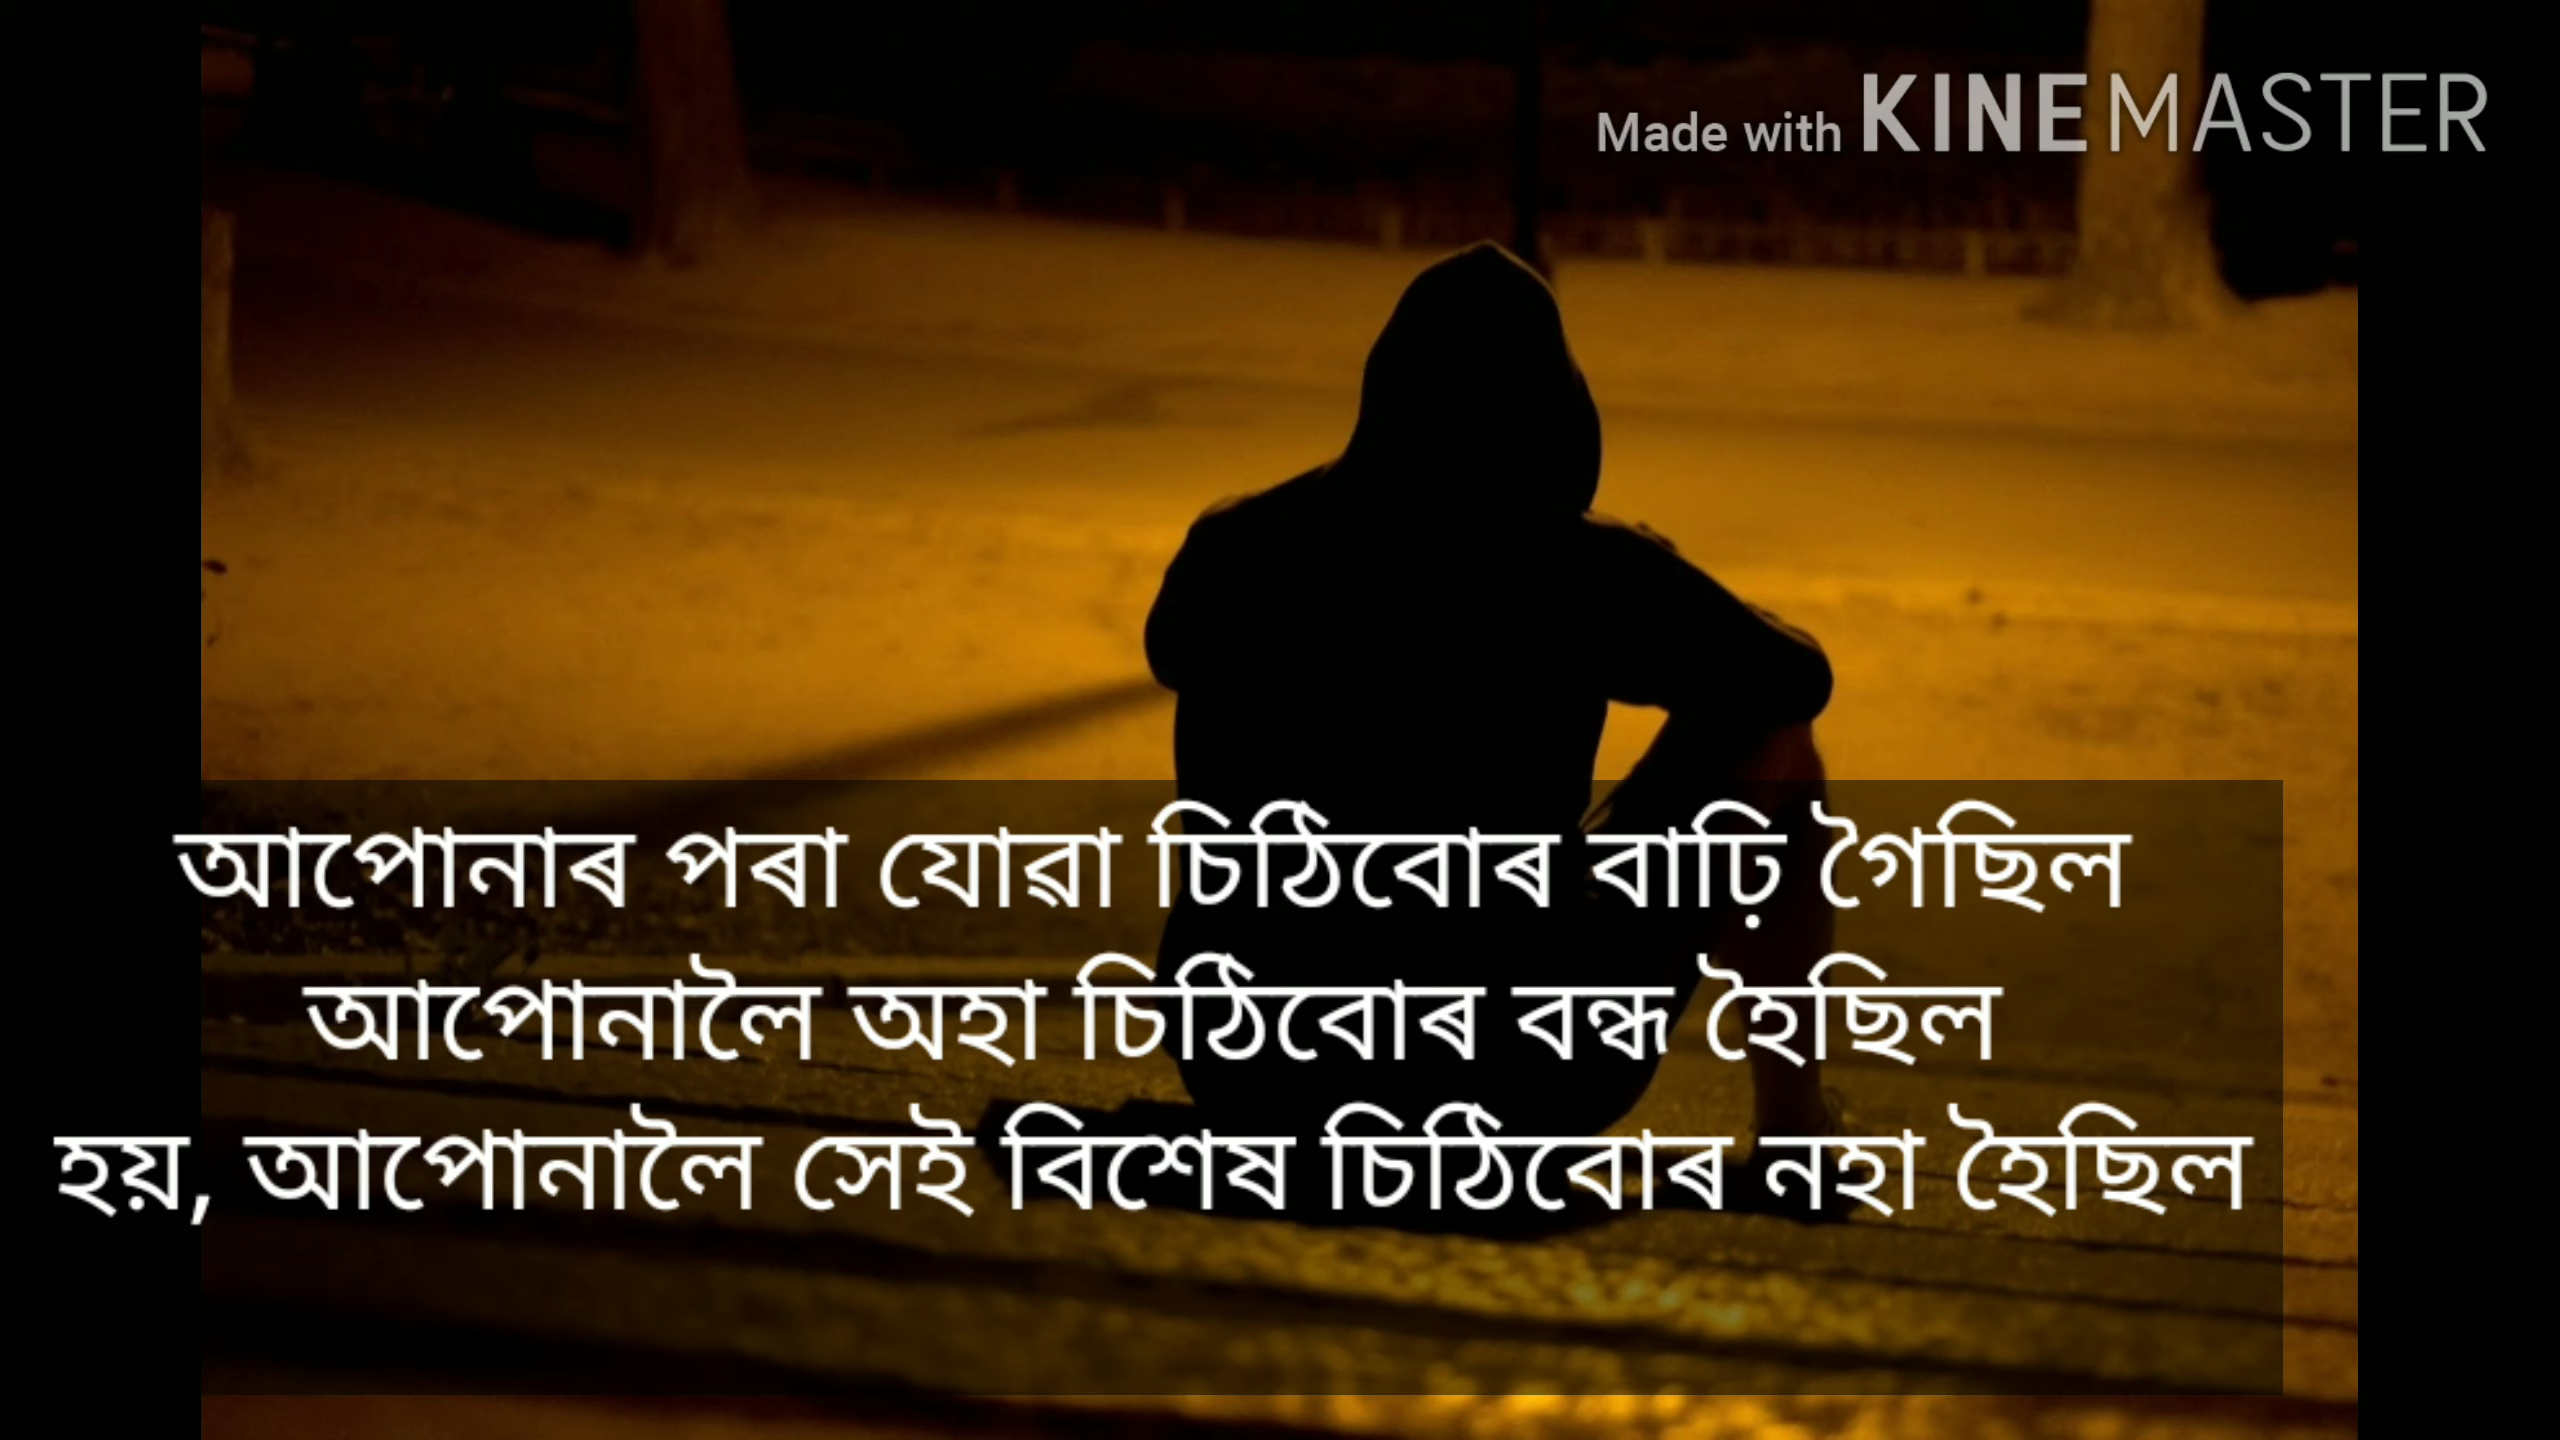 Made with KINEMASTER
আপোনাৰ পৰা যোৱা চিঠিবোৰ বাঢ়ি গৈছিল
আপোনালৈ অহা চিঠিবোৰ বন্ধ হৈছিল
হয়, আপোনালৈ সেই বিশেষ চিঠিবোৰ নহা হৈছিল